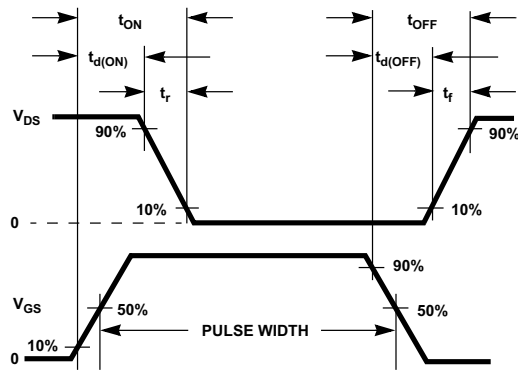 tON
tOFF
td(ON)
td(OFF)
tr
tf
VDS
90%
90%
10%
10%
0
90%
VGS
50%
50%
PULSE WIDTH
10%
0